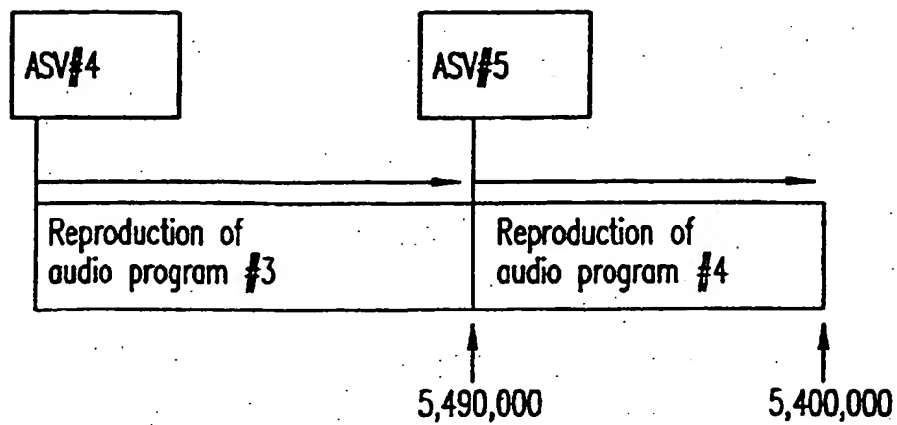 ASV#4
ASV#5
Reproduction of
audio program #3
Reproduction of
audio program #4
5,490,000
5,400,000